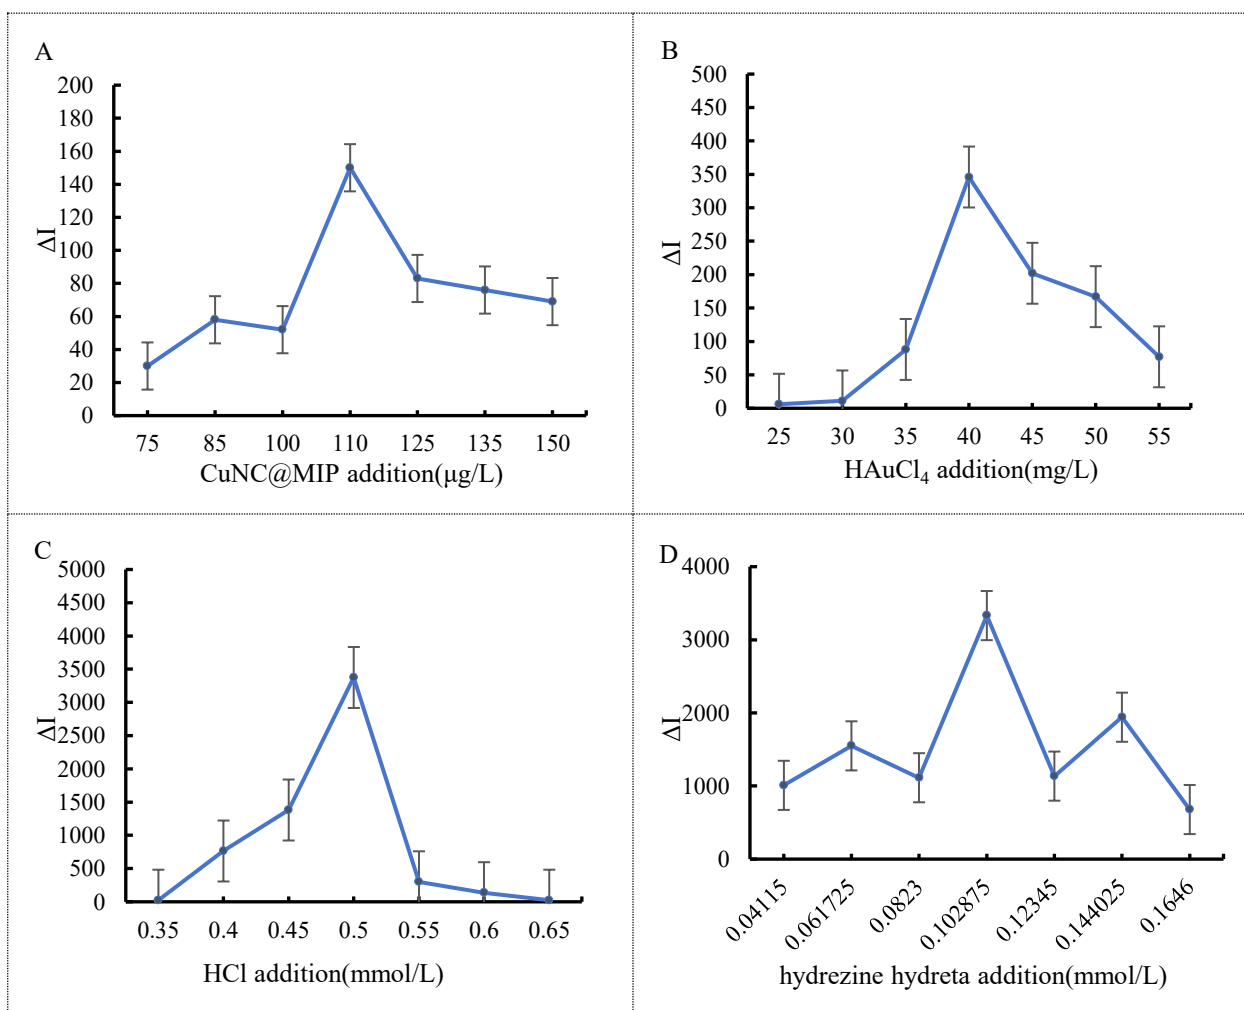 A
200
180
160
140
120
100
80
60
40
20
0
ΔI
75 85 100 110 125 135 150
CuNC@MIP addition(μg/L)
B
500
450
400
350
300
250
200
150
100
50
0
ΔI
25 30 35 40 45 50 55
HAuCl₄ addition(mg/L)
C
5000
4500
4000
3500
3000
2500
2000
1500
1000
500
0
ΔI
0.35 0.4 0.45 0.5 0.55 0.6 0.65
HCl addition(mmol/L)
D
4000
3000
2000
1000
0
ΔI
0.04115 0.061725 0.0823 0.102875 0.12345 0.144025 0.1646
hydrezine hydreta addition(mmol/L)